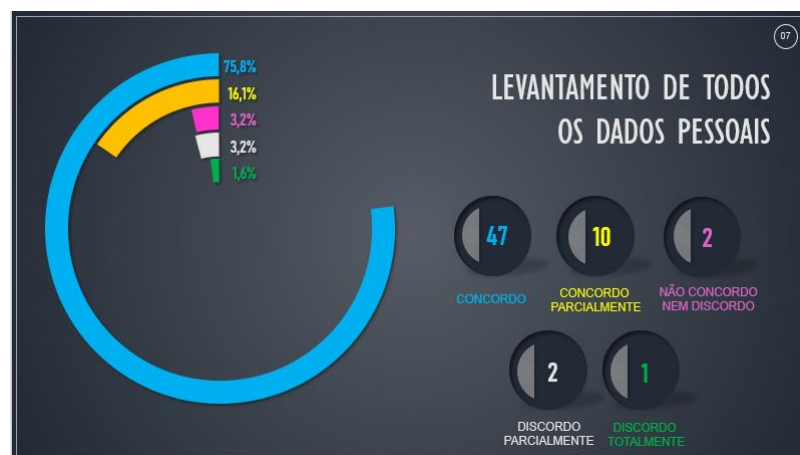 07
75,8%
16,1%
3,2%
3,2%
1,6%
LEVANTAMENTO DE TODOS
OS DADOS PESSOAIS
47
10
2
CONCORDO
CONCORDO
PARCIALMENTE
NÃO CONCORDO
NEM DISCORDO
2
1
DISCORDO
PARCIALMENTE
DISCORDO
TOTALMENTE